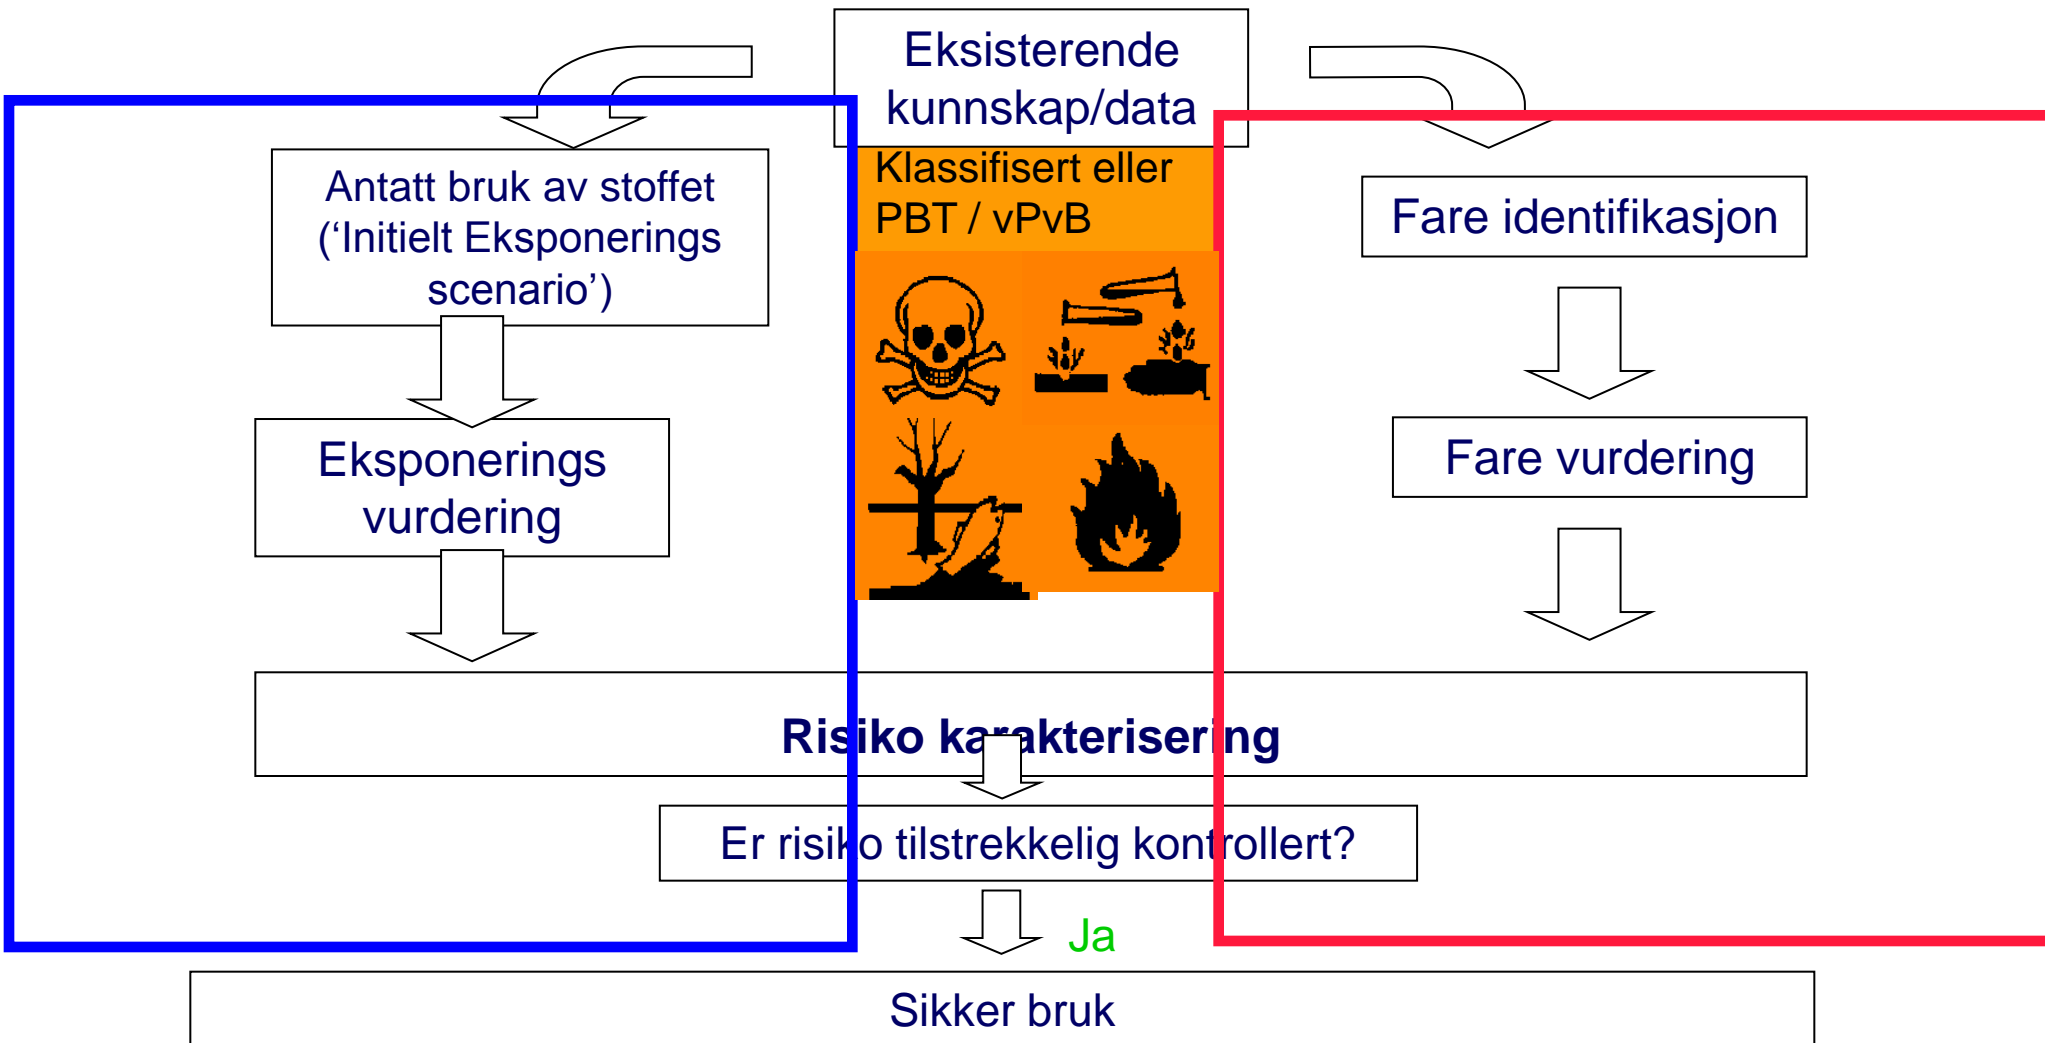 Eksisterende
kunnskap/data
Antatt bruk av stoffet
(‘Initielt Eksponerings
scenario’)
Klassifisert eller
PBT / vPvB
Fare identifikasjon
Eksponerings
vurdering
Fare vurdering
Risiko karakterisering
Er risiko tilstrekkelig kontrollert?
Ja
Sikker bruk